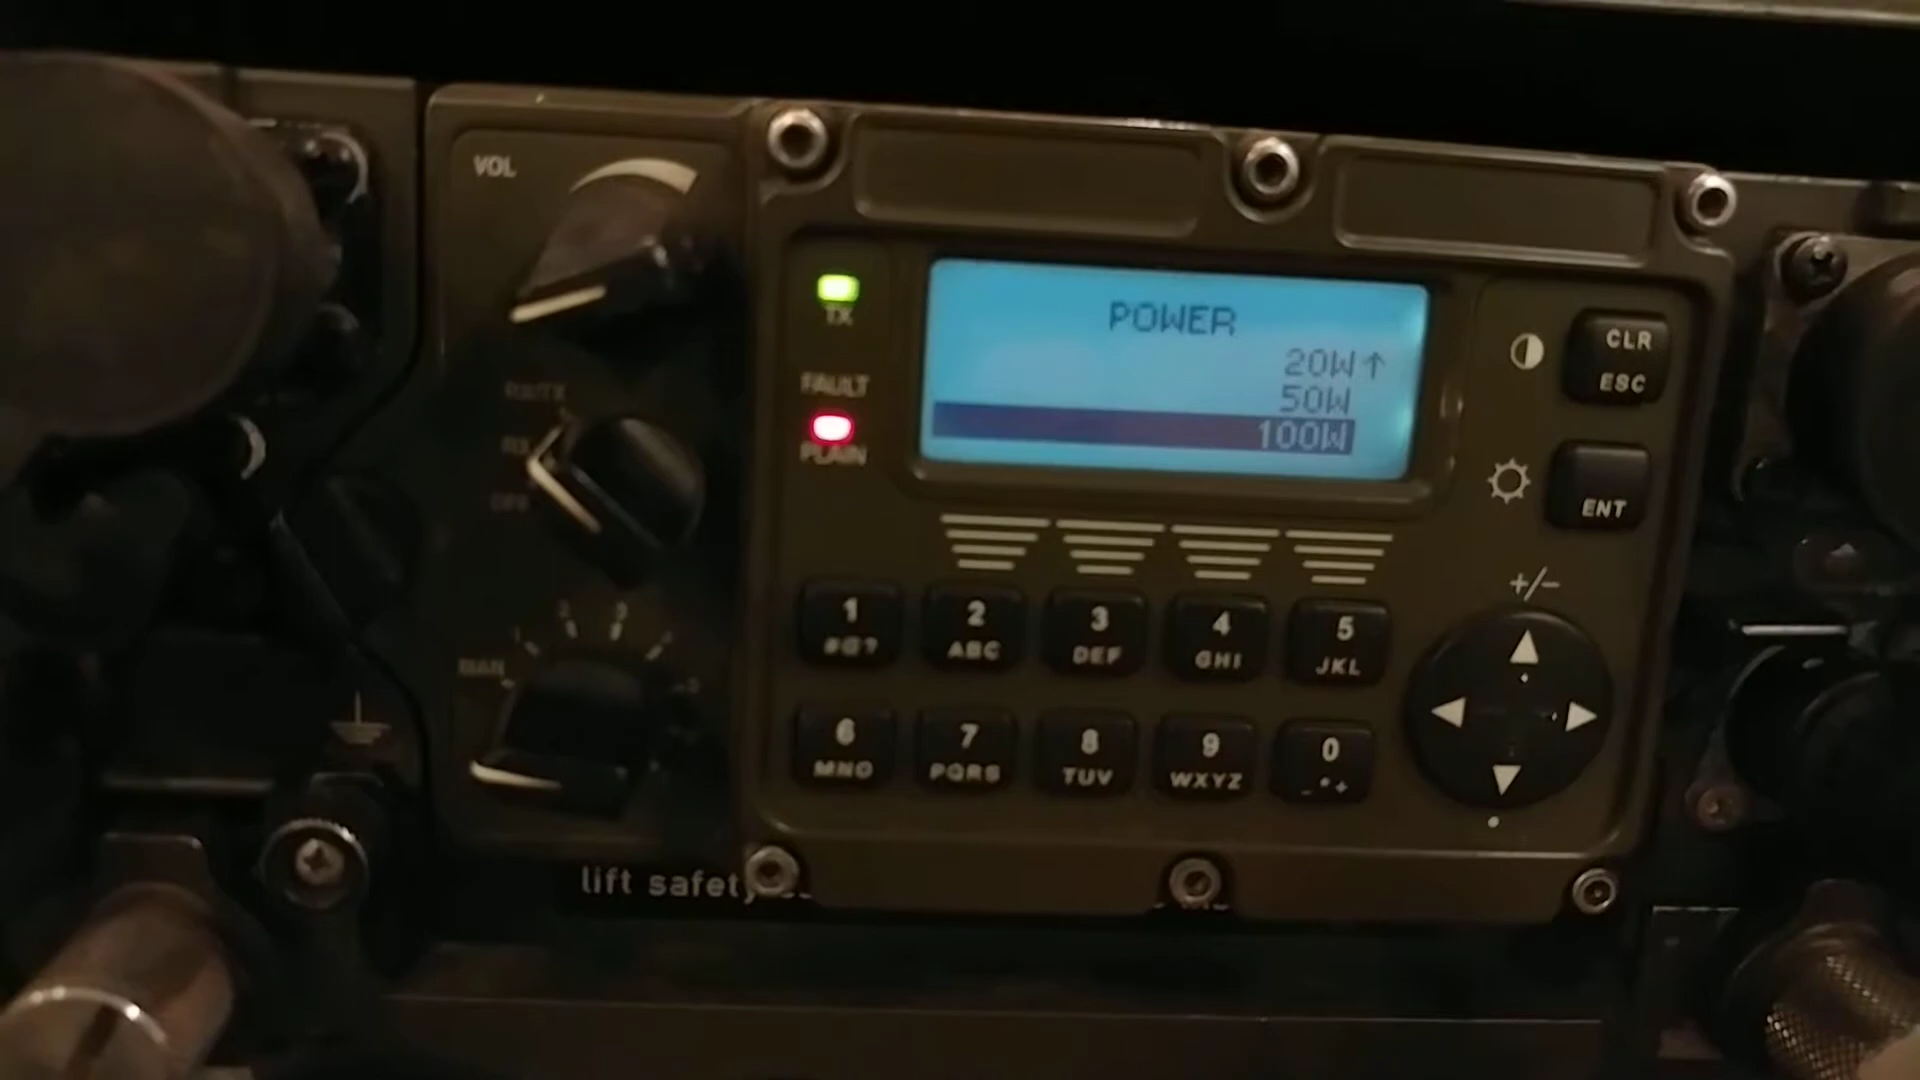 VOL
TX
FAULT
PLAIN
POWER
20W↑
50W
100W
CLR
ESC
ENT
+/-
MAN
1
2
3
4
5
#@?
ABC
DEF
GHI
JKL
6
7
8
9
0
MNO
PQRS
TUV
WXYZ
_*+
lift safety